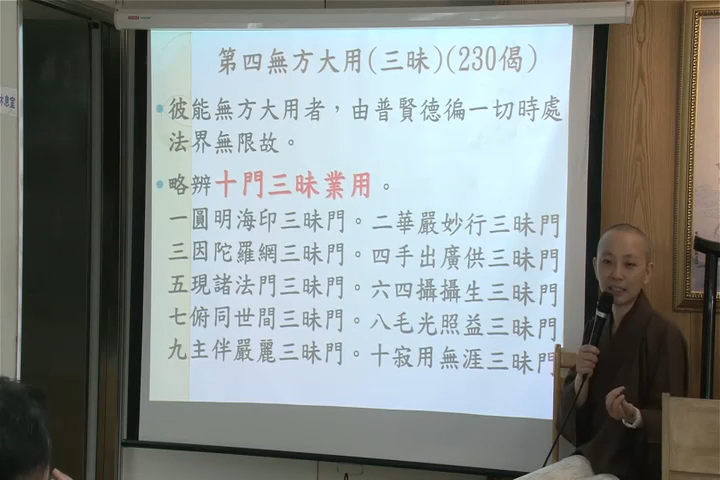 第四無方大用(三昧)(230偈)
彼能無方大用者，由普賢德徧一切時處
法界無限故。
略辨十門三昧業用。
一圓明海印三昧門。二華嚴妙行三昧門
三因陀羅網三昧門。四手出廣供三昧門
五現諸法門三昧門。六四攝攝生三昧門
七俯同世間三昧門。八毛光照益三昧門
九主伴嚴麗三昧門。十寂用無涯三昧門
休息室